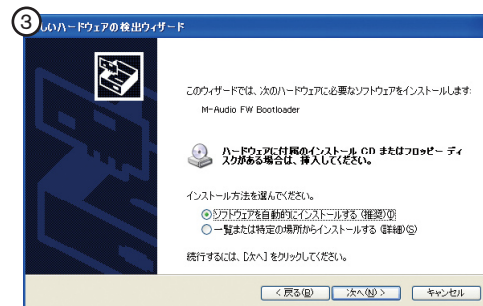 ③
しいハードウェアの検出ウィザード
このウィザードでは、次のハードウェアに必要なソフトウェアをインストールします:
M-Audio FW Bootloader
ハードウェアに付属のインストール CD またはフロッピー ディ
スクがある場合は、挿入してください。
インストール方法を選んでください。
ソフトウェアを自動的にインストールする (推奨)(I)
一覧または特定の場所からインストールする (詳細)(S)
続行するには、[次へ] をクリックしてください。
< 戻る(B)
次へ(N) >
キャンセル